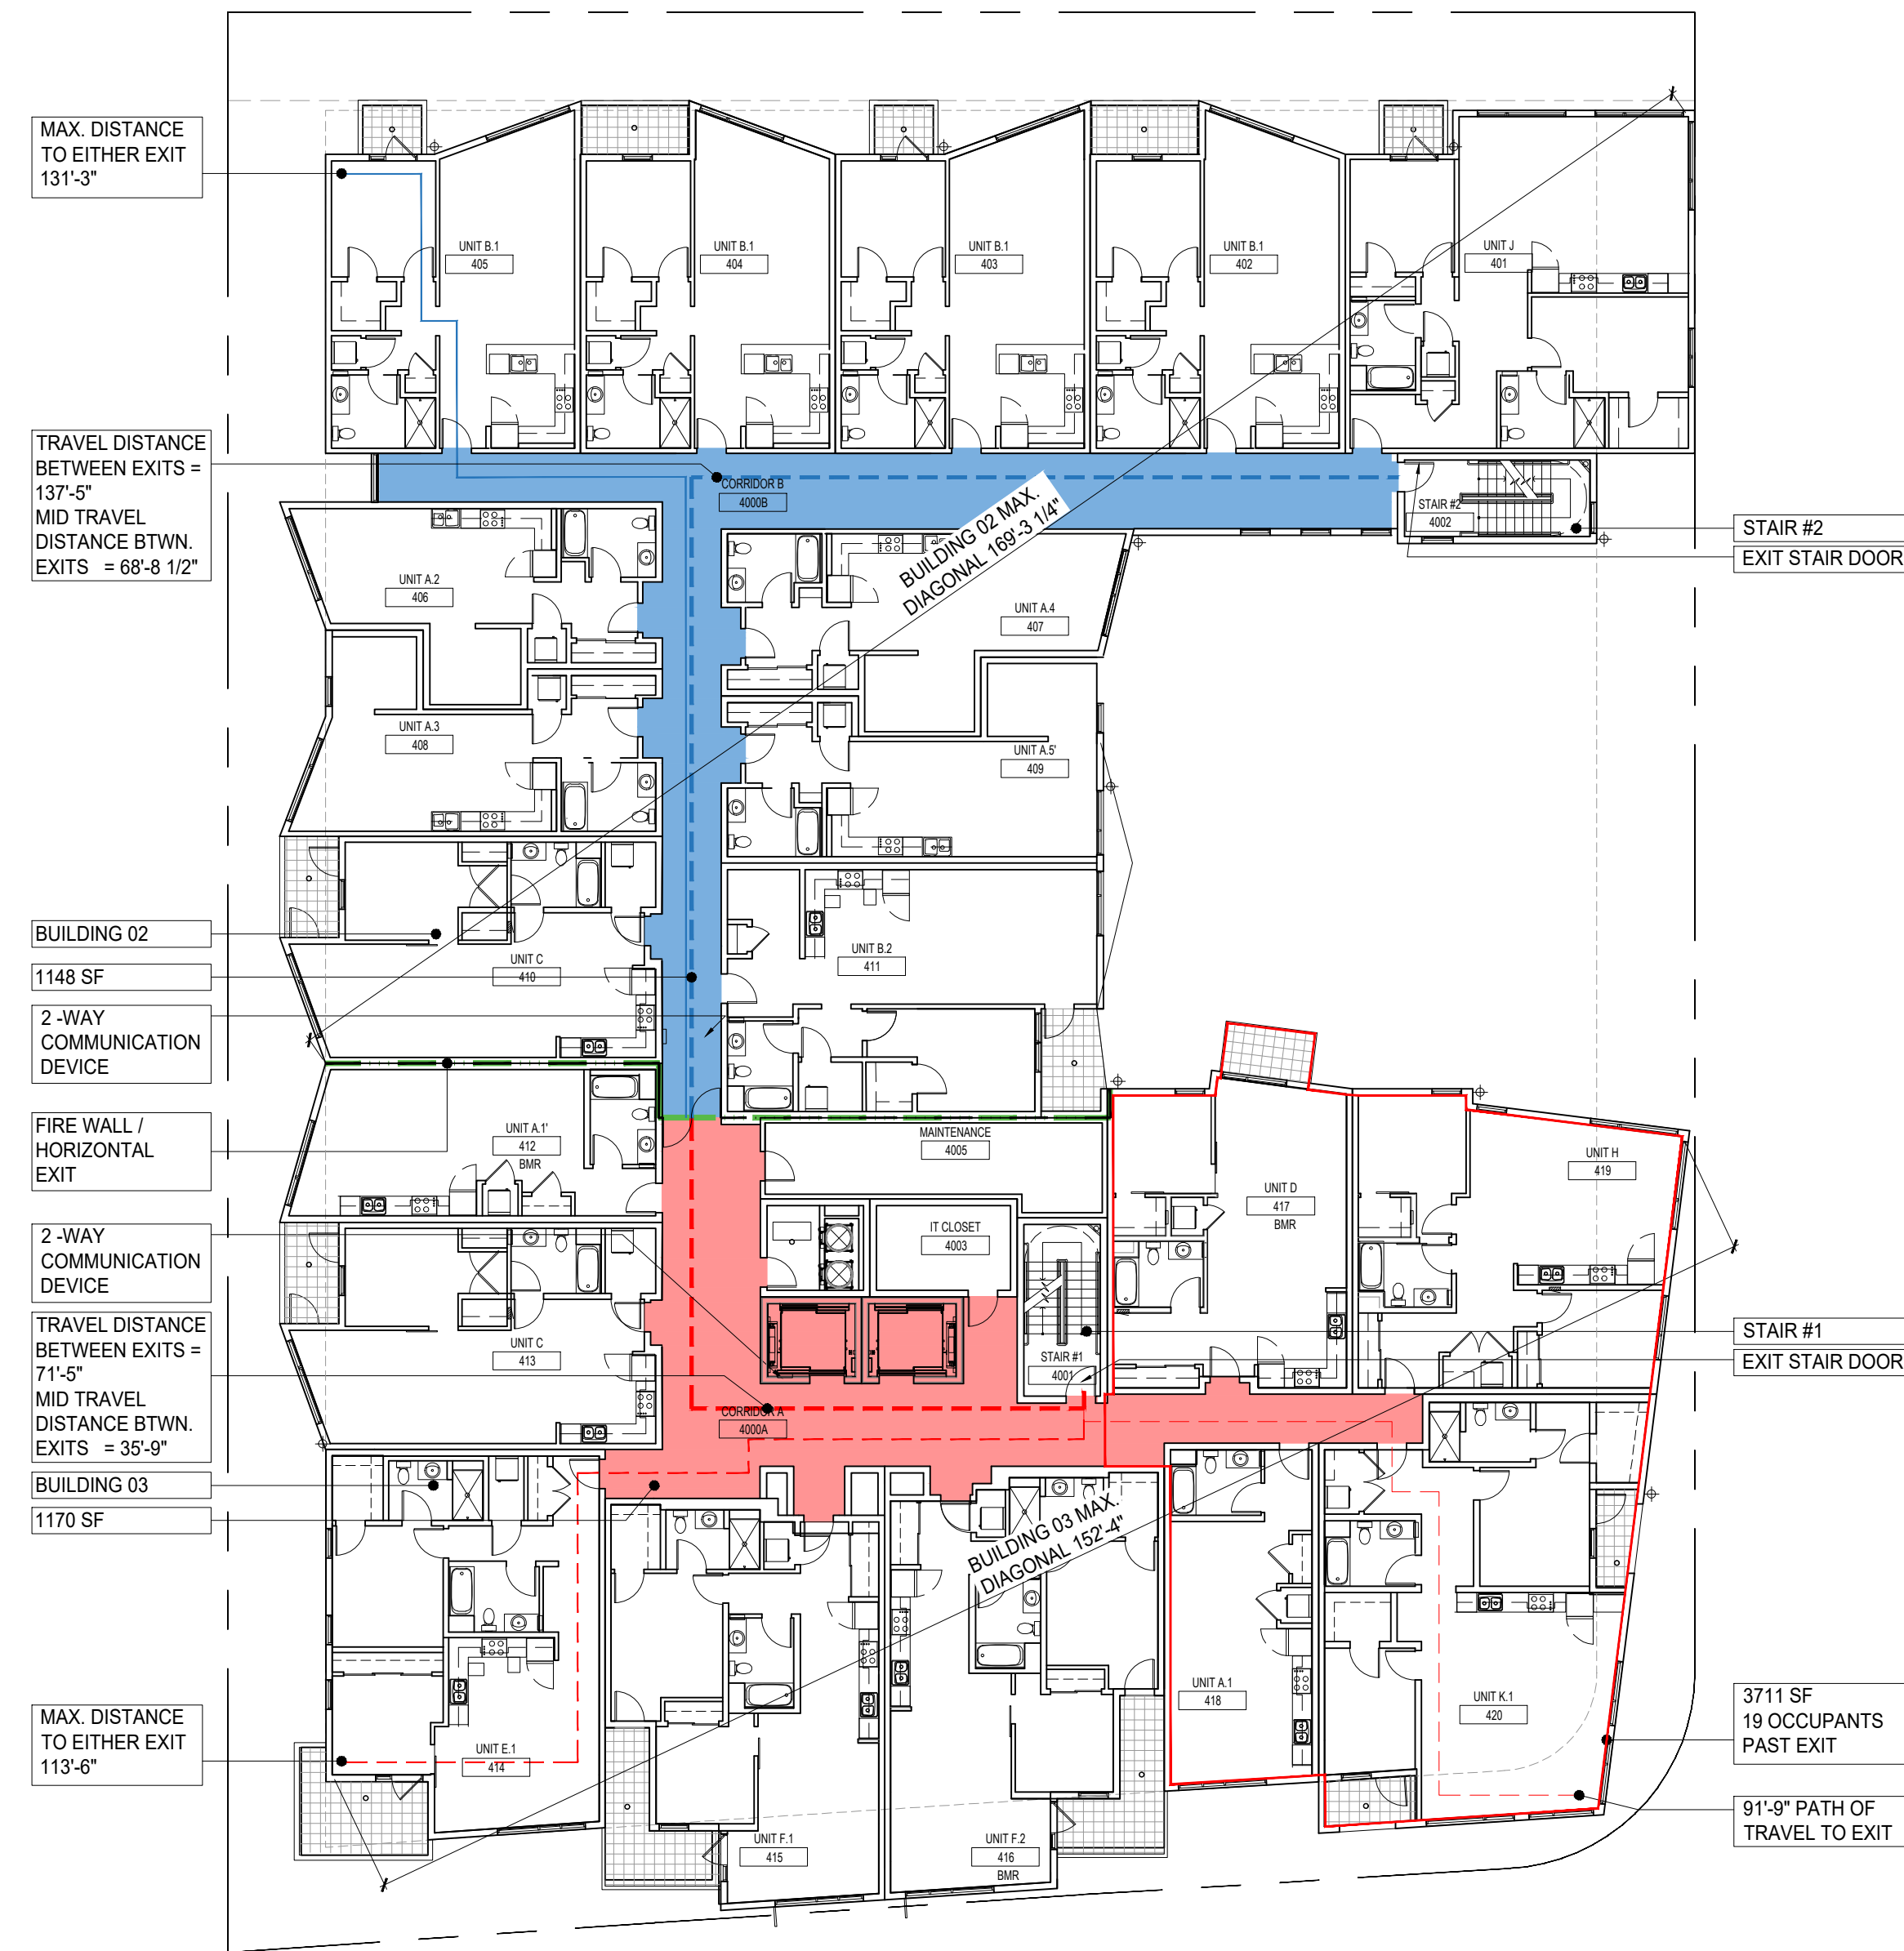 MAX. DISTANCE
TO EITHER EXIT
131'-3"
UNIT B.1
405
UNIT B.1
404
UNIT B.1
403
UNIT B.1
402
UNIT J
401
TRAVEL DISTANCE
BETWEEN EXITS =
137'-5"
MID TRAVEL
DISTANCE BTWN.
EXITS = 68'-8 1/2"
CORRIDOR B
4000B
BUILDING 02 MAX.
DIAGONAL 169'-3 1/4"
STAIR #2
4002
STAIR #2
EXIT STAIR DOOR
UNIT A.2
406
UNIT A.4
407
UNIT A.3
408
UNIT A.5'
409
BUILDING 02
1148 SF
2 -WAY
COMMUNICATION
DEVICE
UNIT C
410
UNIT B.2
411
FIRE WALL /
HORIZONTAL
EXIT
UNIT A.1'
412
BMR
MAINTENANCE
4005
UNIT D
417
BMR
UNIT H
419
2 -WAY
COMMUNICATION
DEVICE
IT CLOSET
4003
TRAVEL DISTANCE
BETWEEN EXITS =
71'-5"
MID TRAVEL
DISTANCE BTWN.
EXITS = 35'-9"
UNIT C
413
STAIR #1
4001
STAIR #1
EXIT STAIR DOOR
CORRIDOR A
4000A
BUILDING 03
1170 SF
BUILDING 03 MAX.
DIAGONAL 152'-4"
MAX. DISTANCE
TO EITHER EXIT
113'-6"
UNIT E.1
414
UNIT F.1
415
UNIT F.2
416
BMR
UNIT A.1
418
UNIT K.1
420
3711 SF
19 OCCUPANTS
PAST EXIT
91'-9" PATH OF
TRAVEL TO EXIT